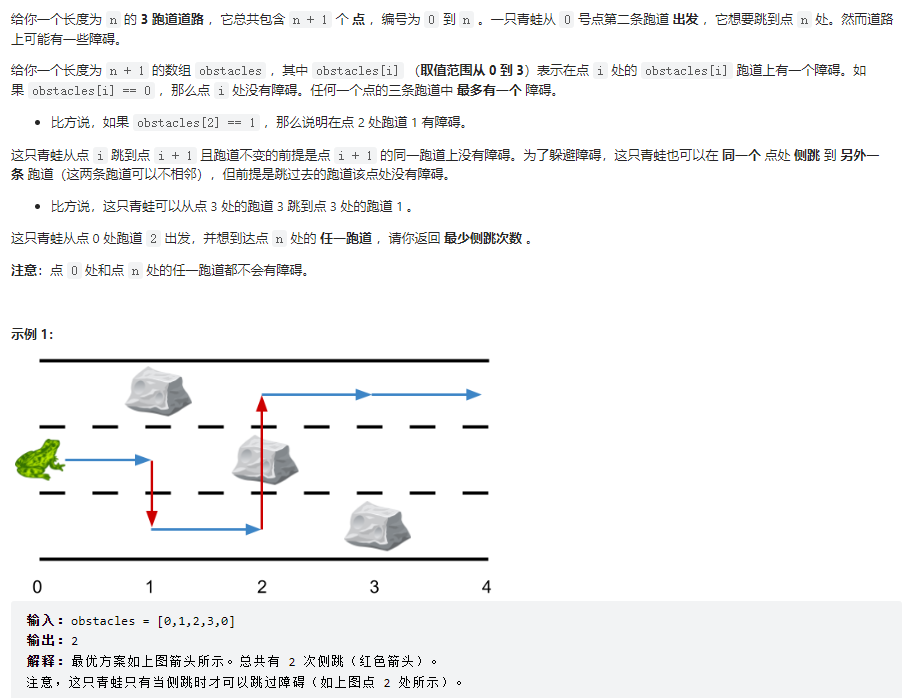 给你一个长度为 n 的 3 跑道道路 ，它总共包含 n + 1 个 点 ，编号为 0 到 n 。一只青蛙从 0 号点第二条跑道 出发 ，它想要跳到点 n 处。然而道路
上可能有一些障碍。
给你一个长度为 n + 1 的数组 obstacles ，其中 obstacles[i] （取值范围从 0 到 3）表示在点 i 处的 obstacles[i] 跑道上有一个障碍。如
果 obstacles[i] == 0 ，那么点 i 处没有障碍。任何一个点的三条跑道中 最多有一个 障碍。
• 比方说，如果 obstacles[2] == 1 ，那么说明在点 2 处跑道 1 有障碍。
这只青蛙从点 i 跳到点 i + 1 且跑道不变的前提是点 i + 1 的同一跑道上没有障碍。为了躲避障碍，这只青蛙也可以在 同一个 点处 侧跳 到 另外一
条 跑道（这两条跑道可以不相邻），但前提是跳过去的跑道该点处没有障碍。
• 比方说，这只青蛙可以从点 3 处的跑道 3 跳到点 3 处的跑道 1 。
这只青蛙从点 0 处跑道 2 出发，并想到达点 n 处的 任一跑道 ，请你返回 最少侧跳次数 。
注意：点 0 处和点 n 处的任一跑道都不会有障碍。
示例 1：
0 1 2 3 4
输入：obstacles = [0,1,2,3,0]
输出：2
解释：最优方案如上图箭头所示。总共有 2 次侧跳（红色箭头）。
注意，这只青蛙只有当侧跳时才可以跳过障碍（如上图点 2 处所示）。